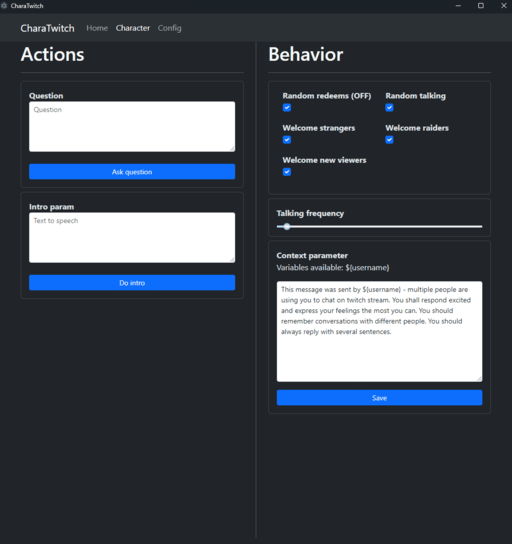 CharaTwitch
CharaTwitch Home Character Config
Actions
Question
Question
Ask question
Intro param
Text to speech
Do intro
Behavior
Random redeems (OFF) Random talking
Welcome strangers Welcome raiders
Welcome new viewers
Talking frequency
Context parameter
Variables available: ${username}
This message was sent by ${username} - multiple people are
using you to chat on twitch stream. You shall respond excited
and express your feelings the most you can. You should
remember conversations with different people. You should
always reply with several sentences.
Save